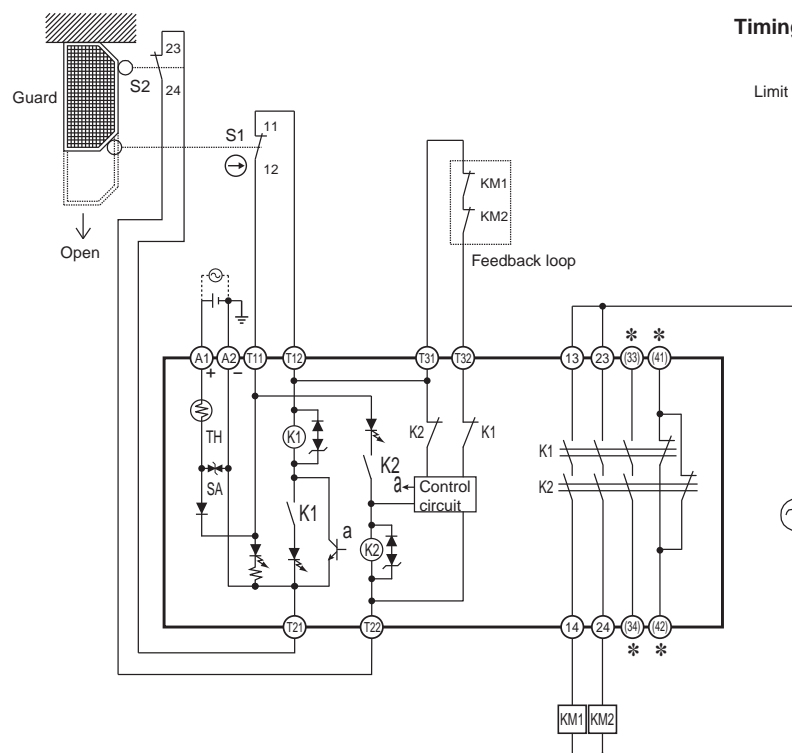 Timing
Limit
Guard
S2
23
24
S1
11
12
Open
KM1
KM2
Feedback loop
A1
A2
T11
T12
T31
T32
13
23
(33)
(41)
*
*
+
−
TH
SA
K1
K1
K2
K2
a
K2
K1
a
Control
circuit
K1
K2
T21
T22
14
24
(34)
(42)
*
*
KM1
KM2